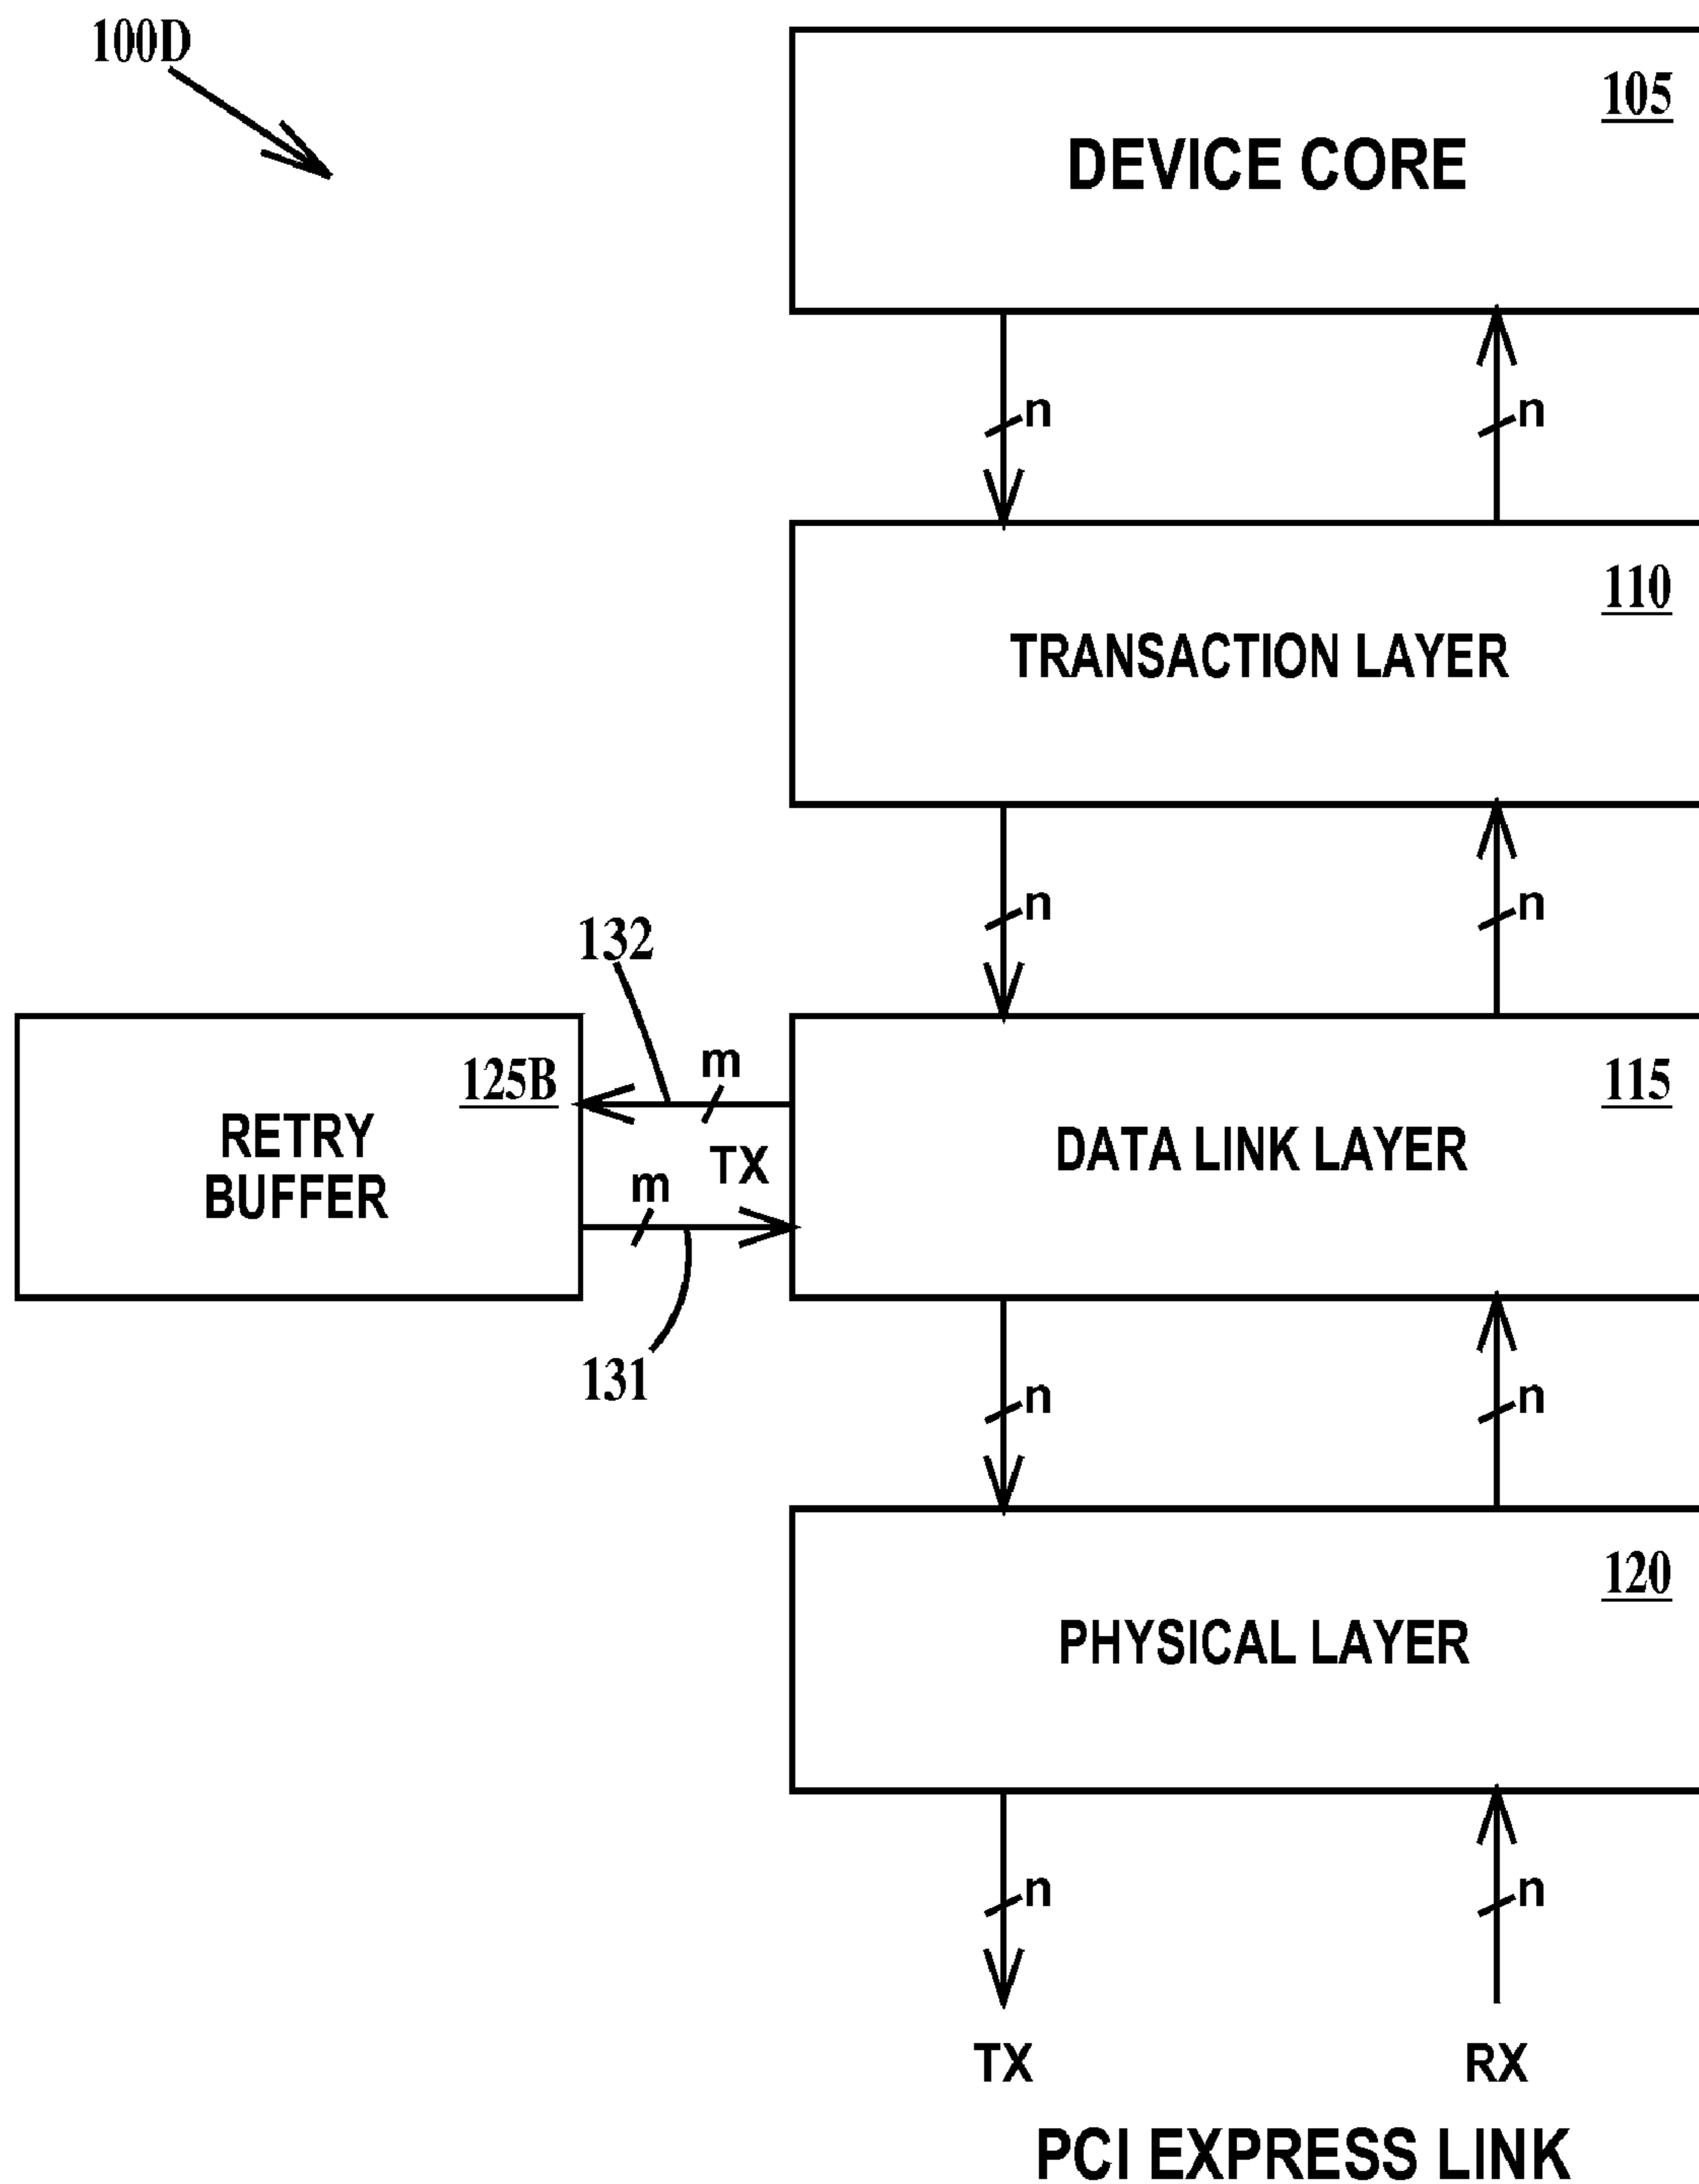 100D
105
DEVICE CORE
n
n
110
TRANSACTION LAYER
n
n
132
125B
RETRY
BUFFER
m
TX
m
131
115
DATA LINK LAYER
n
n
120
PHYSICAL LAYER
n
n
TX
RX
PCI EXPRESS LINK